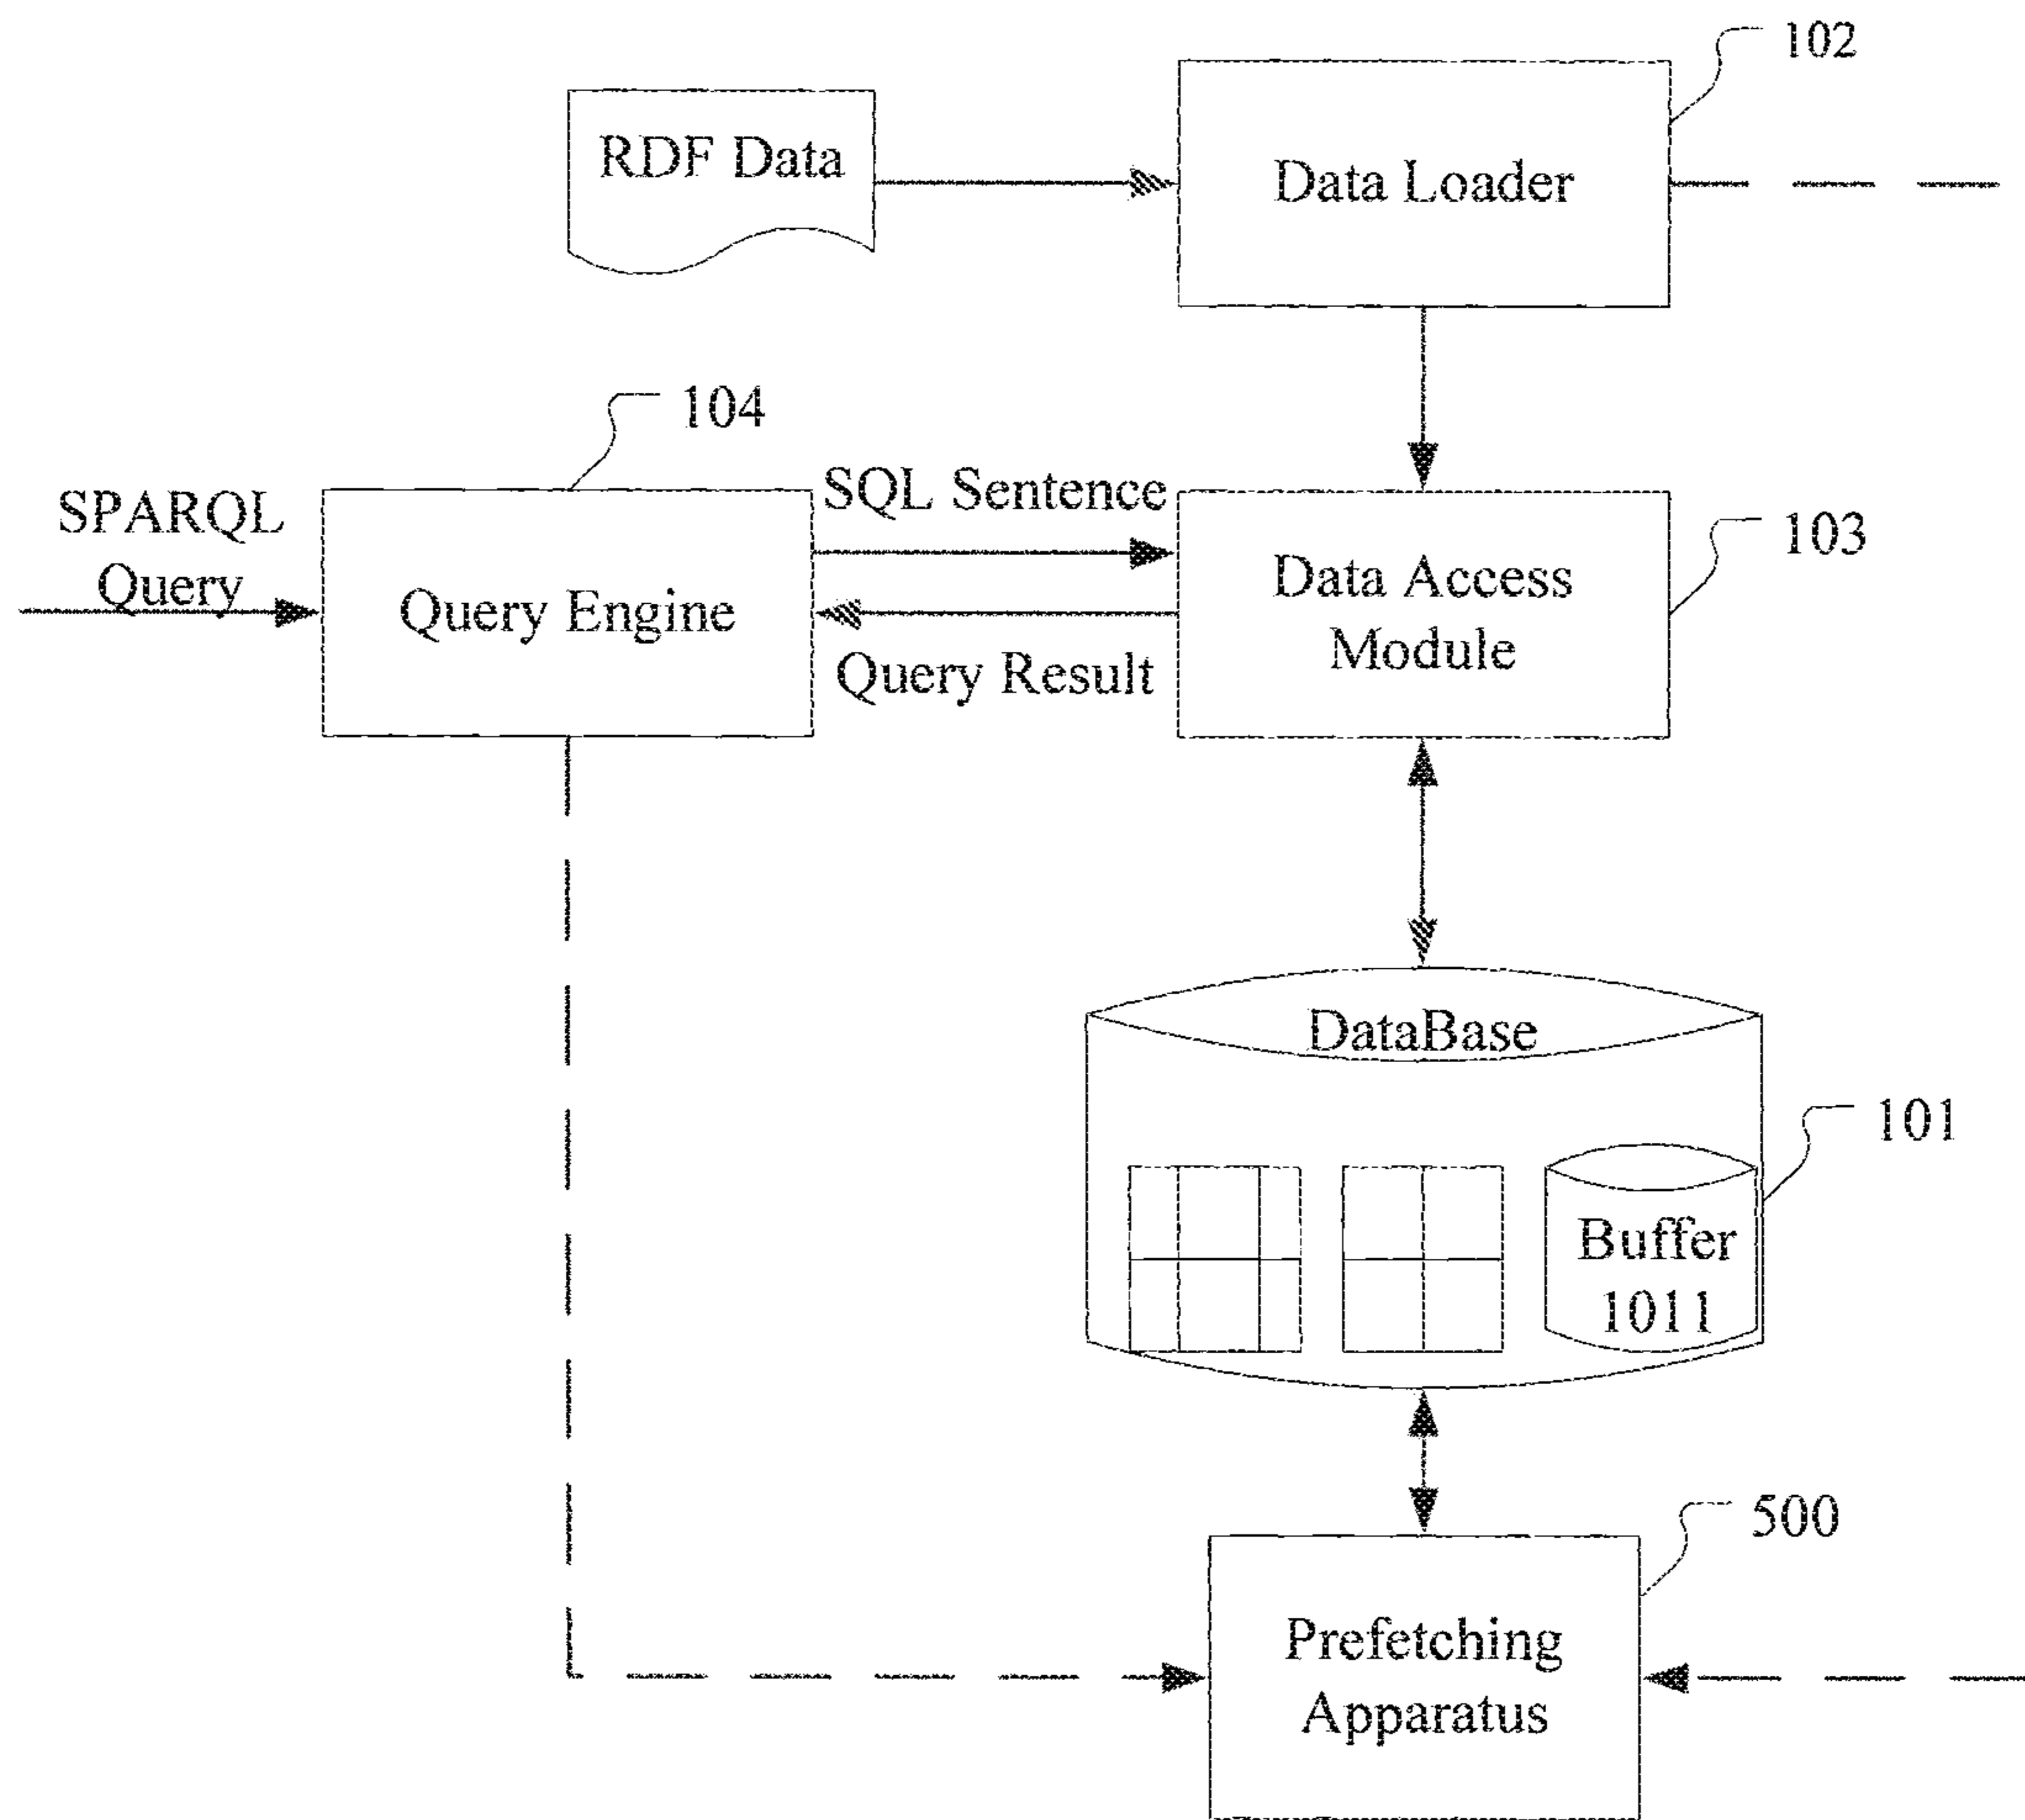 102
RDF Data
Data Loader
104
SPARQL
Query
SQL Sentence
Query Engine
Query Result
Data Access
Module
103
DataBase
101
Buffer
1011
500
Prefetching
Apparatus